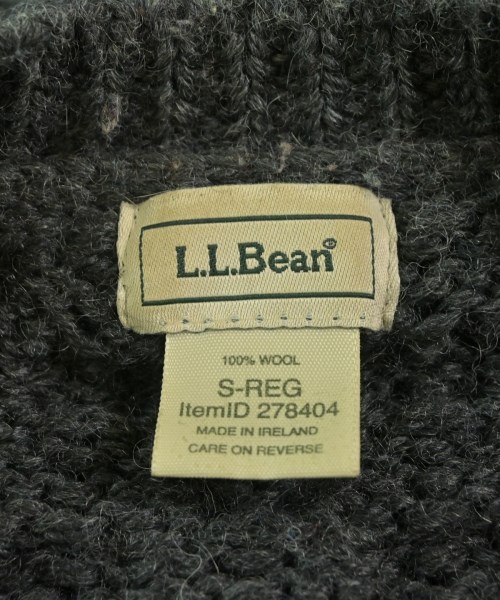 L.L.Bean®
100% WOOL
S-REG
ItemID 278404
MADE IN IRELAND
CARE ON REVERSE